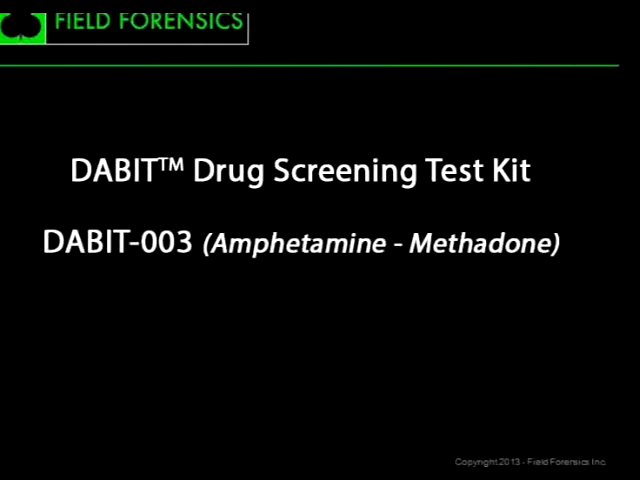 FIELD FORENSICS
DABIT™ Drug Screening Test Kit
DABIT-003 (Amphetamine - Methadone)
Copyright 2013 - Field Forensics Inc.